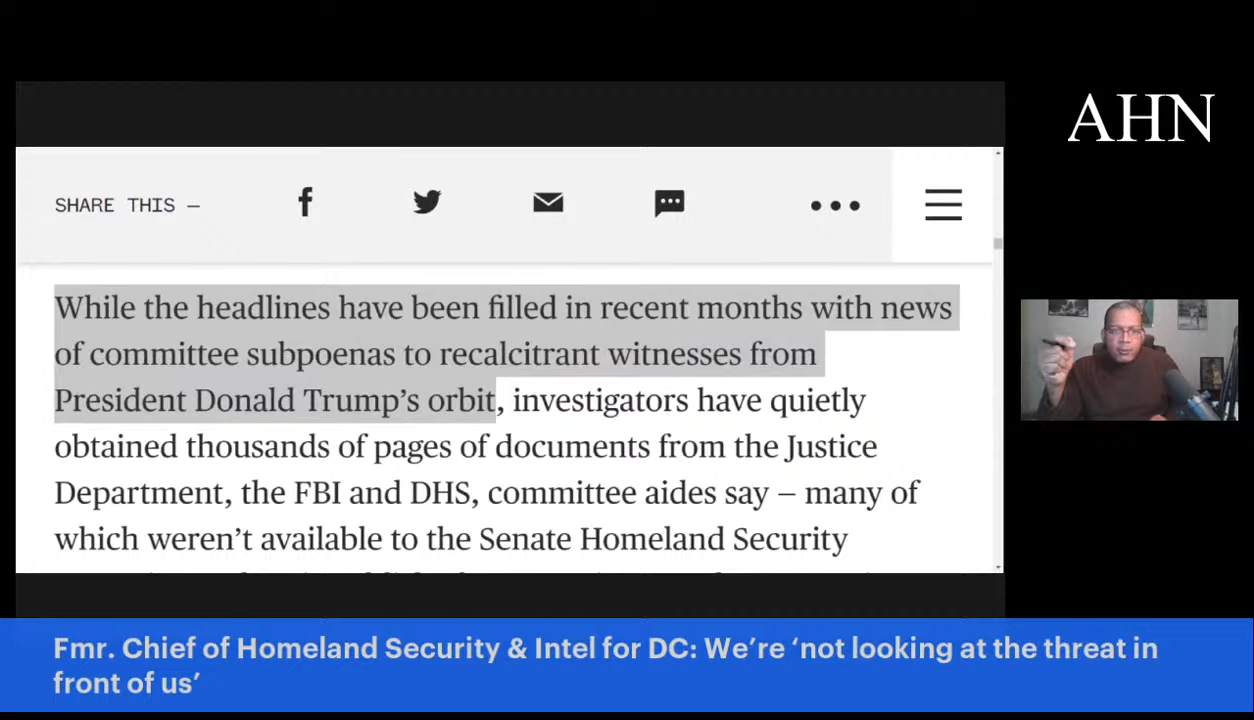 AHN
SHARE THIS —
While the headlines have been filled in recent months with news
of committee subpoenas to recalcitrant witnesses from
President Donald Trump’s orbit, investigators have quietly
obtained thousands of pages of documents from the Justice
Department, the FBI and DHS, committee aides say — many of
which weren’t available to the Senate Homeland Security
Fmr. Chief of Homeland Security & Intel for DC: We’re ‘not looking at the threat in
front of us’